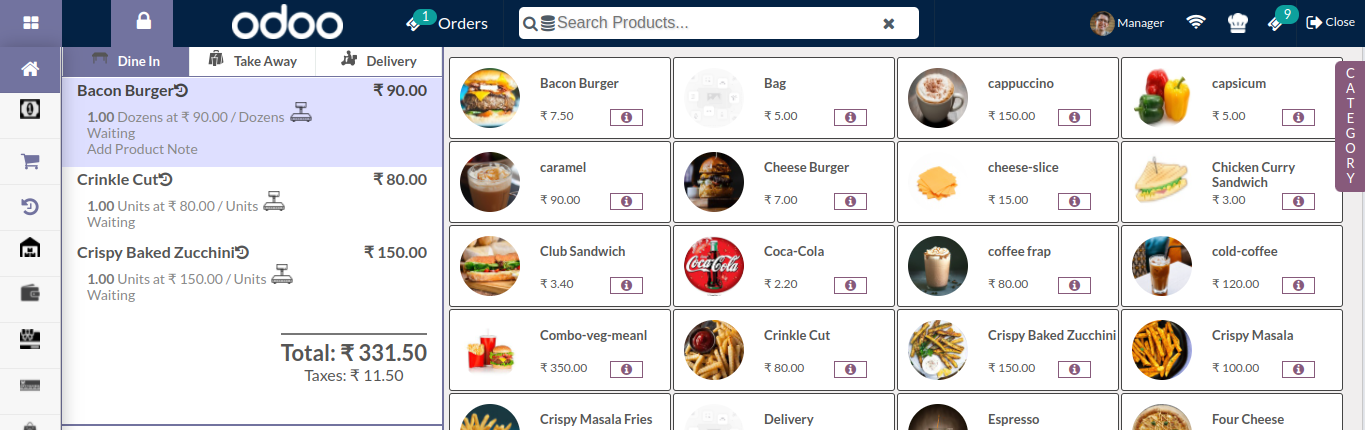 odoo
1 Orders
Search Products...
Manager
9
Close
Dine In
Take Away
Delivery
Bacon Burger ₹ 90.00
1.00 Dozens at ₹ 90.00 / Dozens
Waiting
Add Product Note
Crinkle Cut ₹ 80.00
1.00 Units at ₹ 80.00 / Units
Waiting
Crispy Baked Zucchini ₹ 150.00
1.00 Units at ₹ 150.00 / Units
Waiting
Total: ₹ 331.50
Taxes: ₹ 11.50
Bacon Burger
₹ 7.50
Bag
₹ 5.00
cappuccino
₹ 150.00
capsicum
₹ 5.00
caramel
₹ 90.00
Cheese Burger
₹ 7.00
cheese-slice
₹ 15.00
Chicken Curry
Sandwich
₹ 3.00
Club Sandwich
₹ 3.40
Coca-Cola
Coca-Cola
₹ 2.20
coffee frap
₹ 80.00
cold-coffee
₹ 120.00
Combo-veg-meanl
₹ 350.00
Crinkle Cut
₹ 80.00
Crispy Baked Zucchini
₹ 150.00
Crispy Masala
₹ 100.00
Crispy Masala Fries
Delivery
Espresso
Four Cheese
CATEGORY